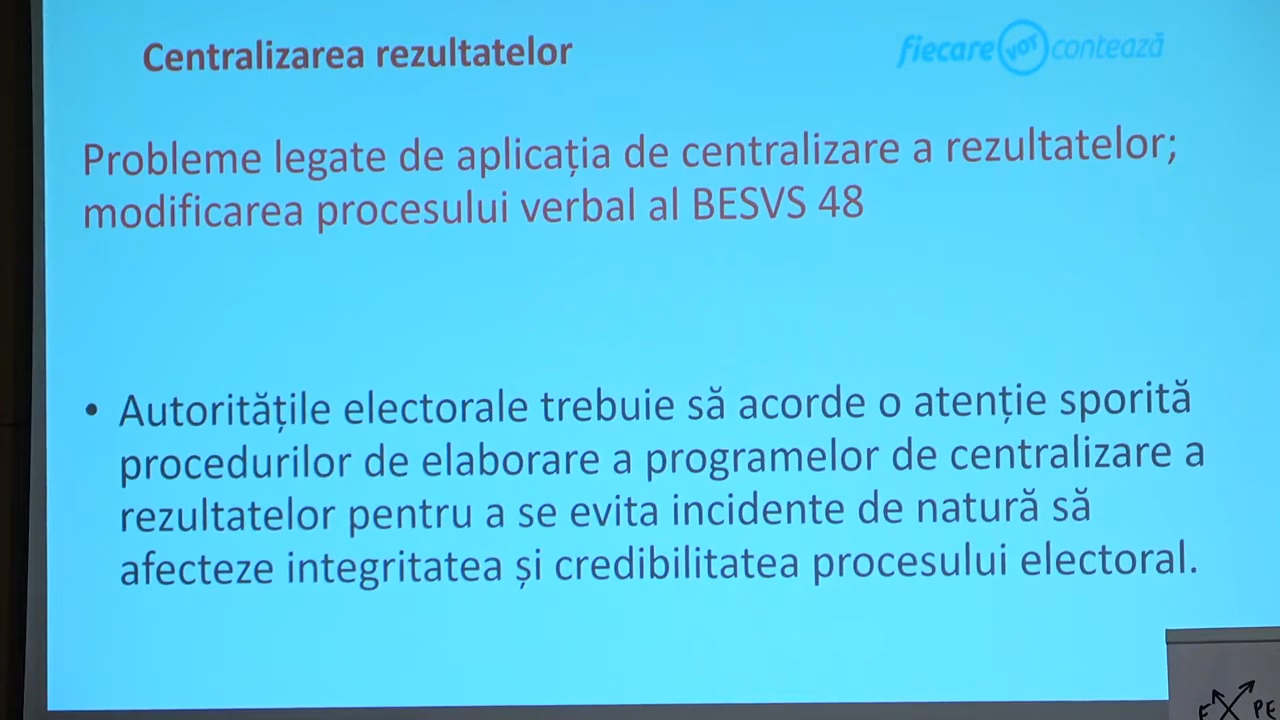 Centralizarea rezultatelor
fiecare vot contează
Probleme legate de aplicația de centralizare a rezultatelor;
modificarea procesului verbal al BESVS 48
• Autoritățile electorale trebuie să acorde o atenție sporită
procedurilor de elaborare a programelor de centralizare a
rezultatelor pentru a se evita incidente de natură să
afecteze integritatea și credibilitatea procesului electoral.
PE